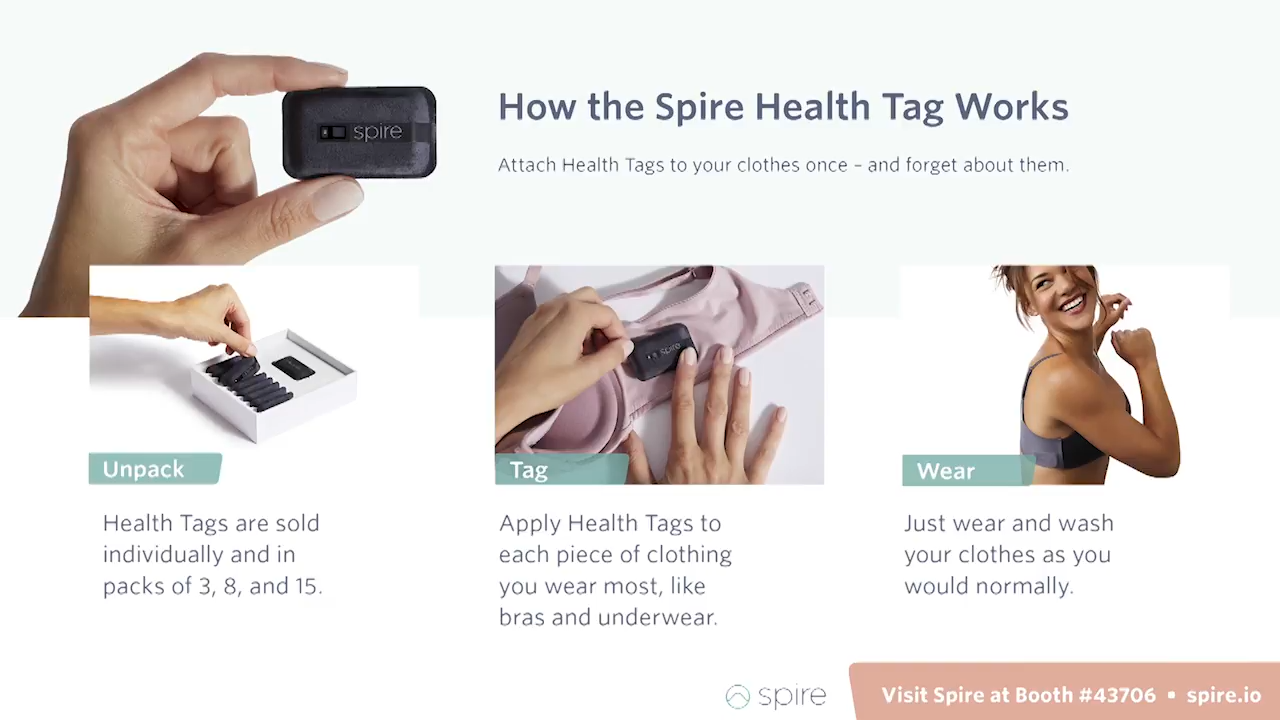 spire
How the Spire Health Tag Works
Attach Health Tags to your clothes once – and forget about them.
spire
Unpack
Tag
Wear
Health Tags are sold
individually and in
packs of 3, 8, and 15.
Apply Health Tags to
each piece of clothing
you wear most, like
bras and underwear.
Just wear and wash
your clothes as you
would normally.
spire
Visit Spire at Booth #43706 ▪ spire.io